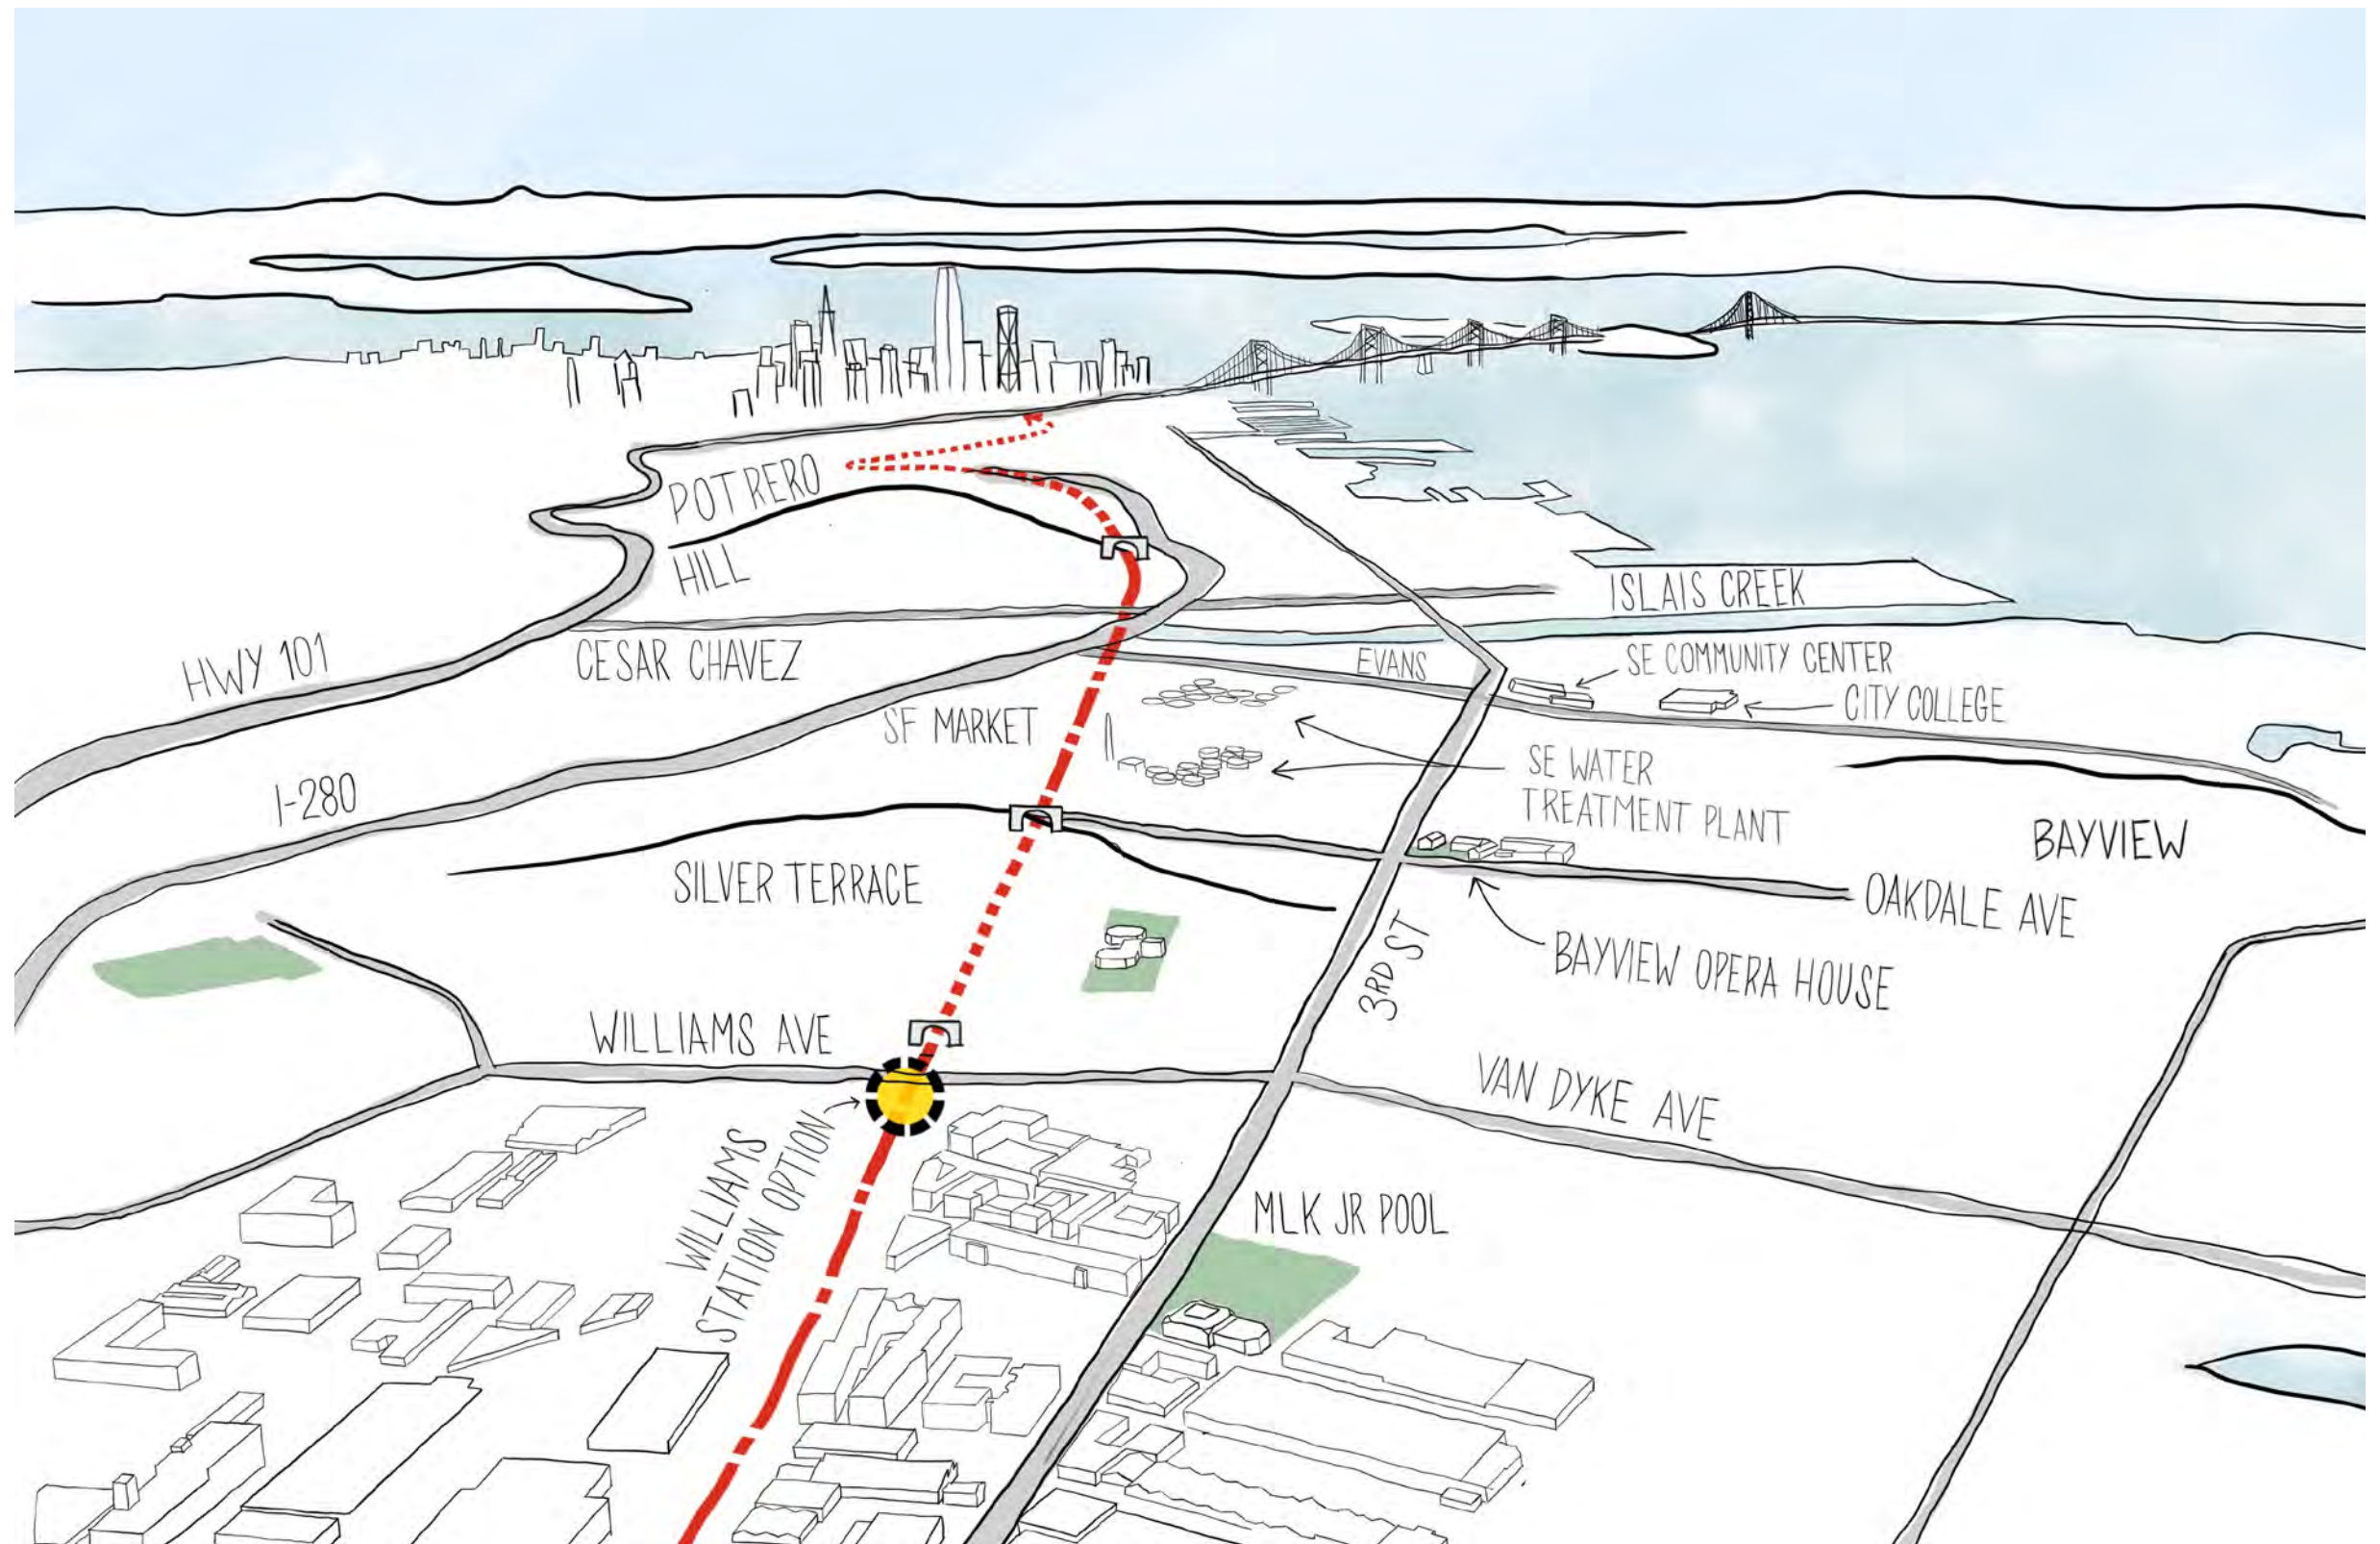 POTRERO
HILL
ISLAIS CREEK
HWY 101
CESAR CHAVEZ
EVANS
SE COMMUNITY CENTER
CITY COLLEGE
SF MARKET
I-280
SE WATER
TREATMENT PLANT
BAYVIEW
SILVER TERRACE
OAKDALE AVE
3RD ST
BAYVIEW OPERA HOUSE
WILLIAMS AVE
VAN DYKE AVE
WILLIAMS
STATION OPTION
MLK JR POOL